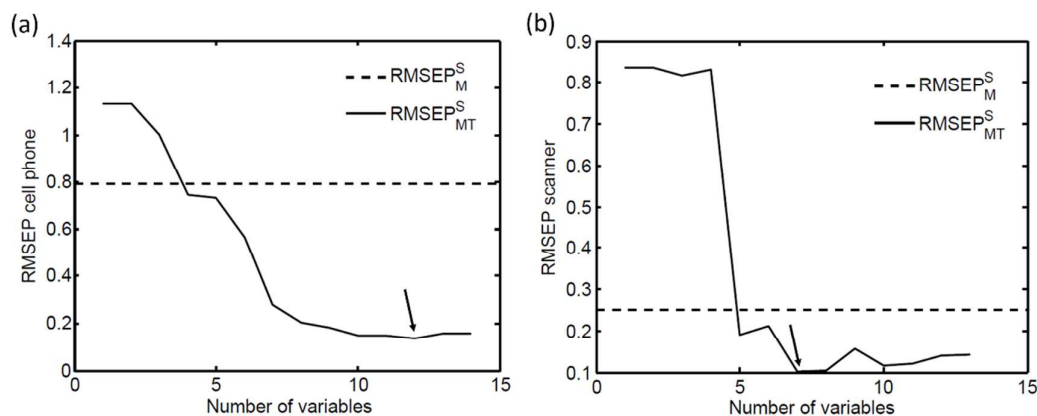 (a)
1.4
1.2
1
0.8
0.6
0.4
0.2
0
RMSEP cell phone
RMSEP^S_M
RMSEP^S_MT
0
5
10
15
Number of variables
(b)
0.9
0.8
0.7
0.6
0.5
0.4
0.3
0.2
0.1
RMSEP scanner
RMSEP^S_M
RMSEP^S_MT
0
5
10
15
Number of variables